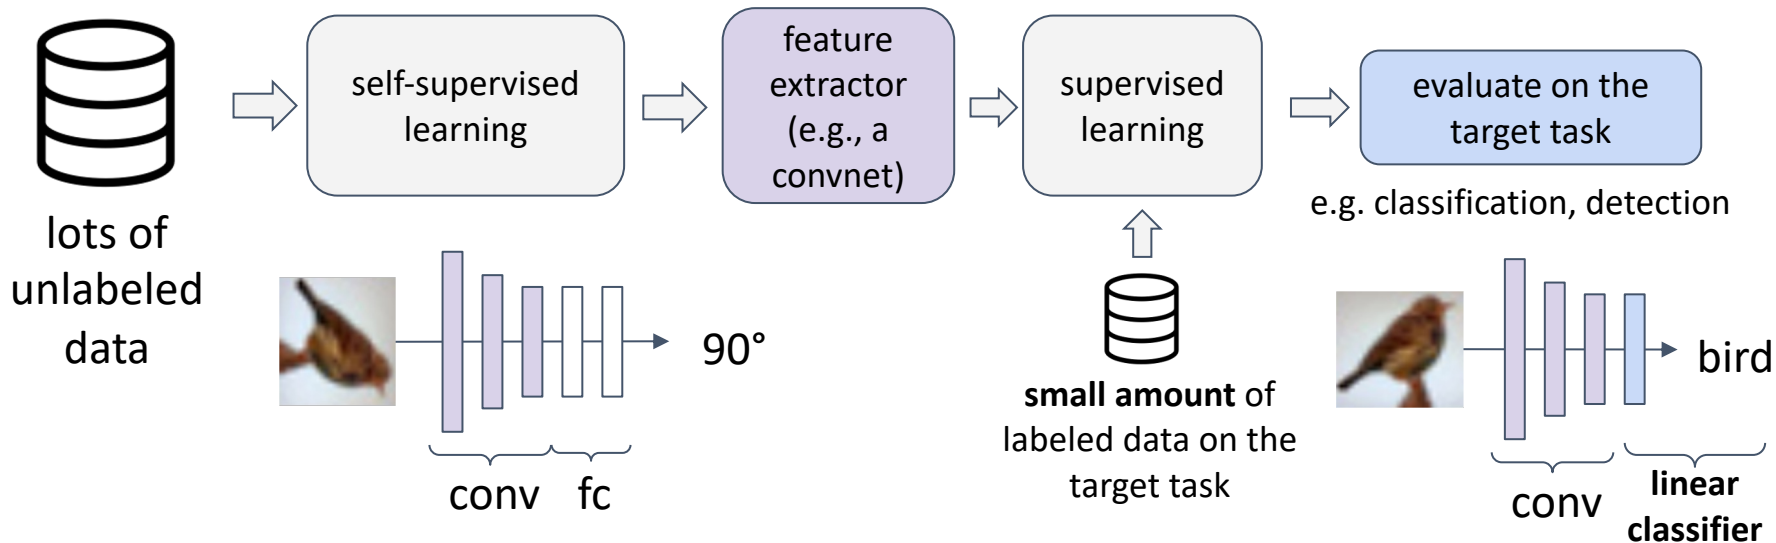 lots of
unlabeled
data
self-supervised
learning
feature
extractor
(e.g., a
convnet)
supervised
learning
evaluate on the
target task
e.g. classification, detection
90°
conv
fc
small amount of
labeled data on the
target task
bird
conv
linear
classifier